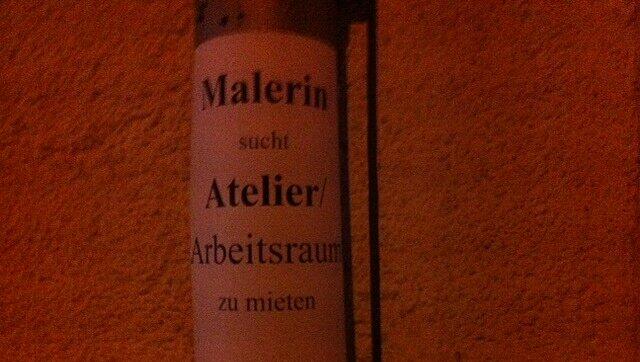 Malerin
sucht
Atelier/
Arbeitsraum
zu mieten